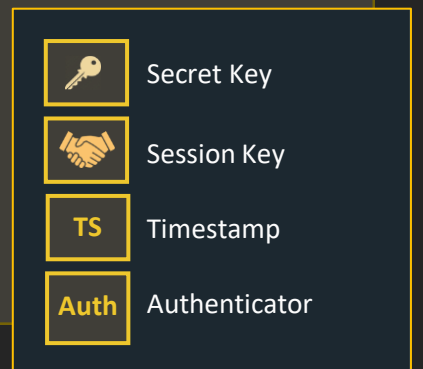 Secret Key
Session Key
TS Timestamp
Auth Authenticator